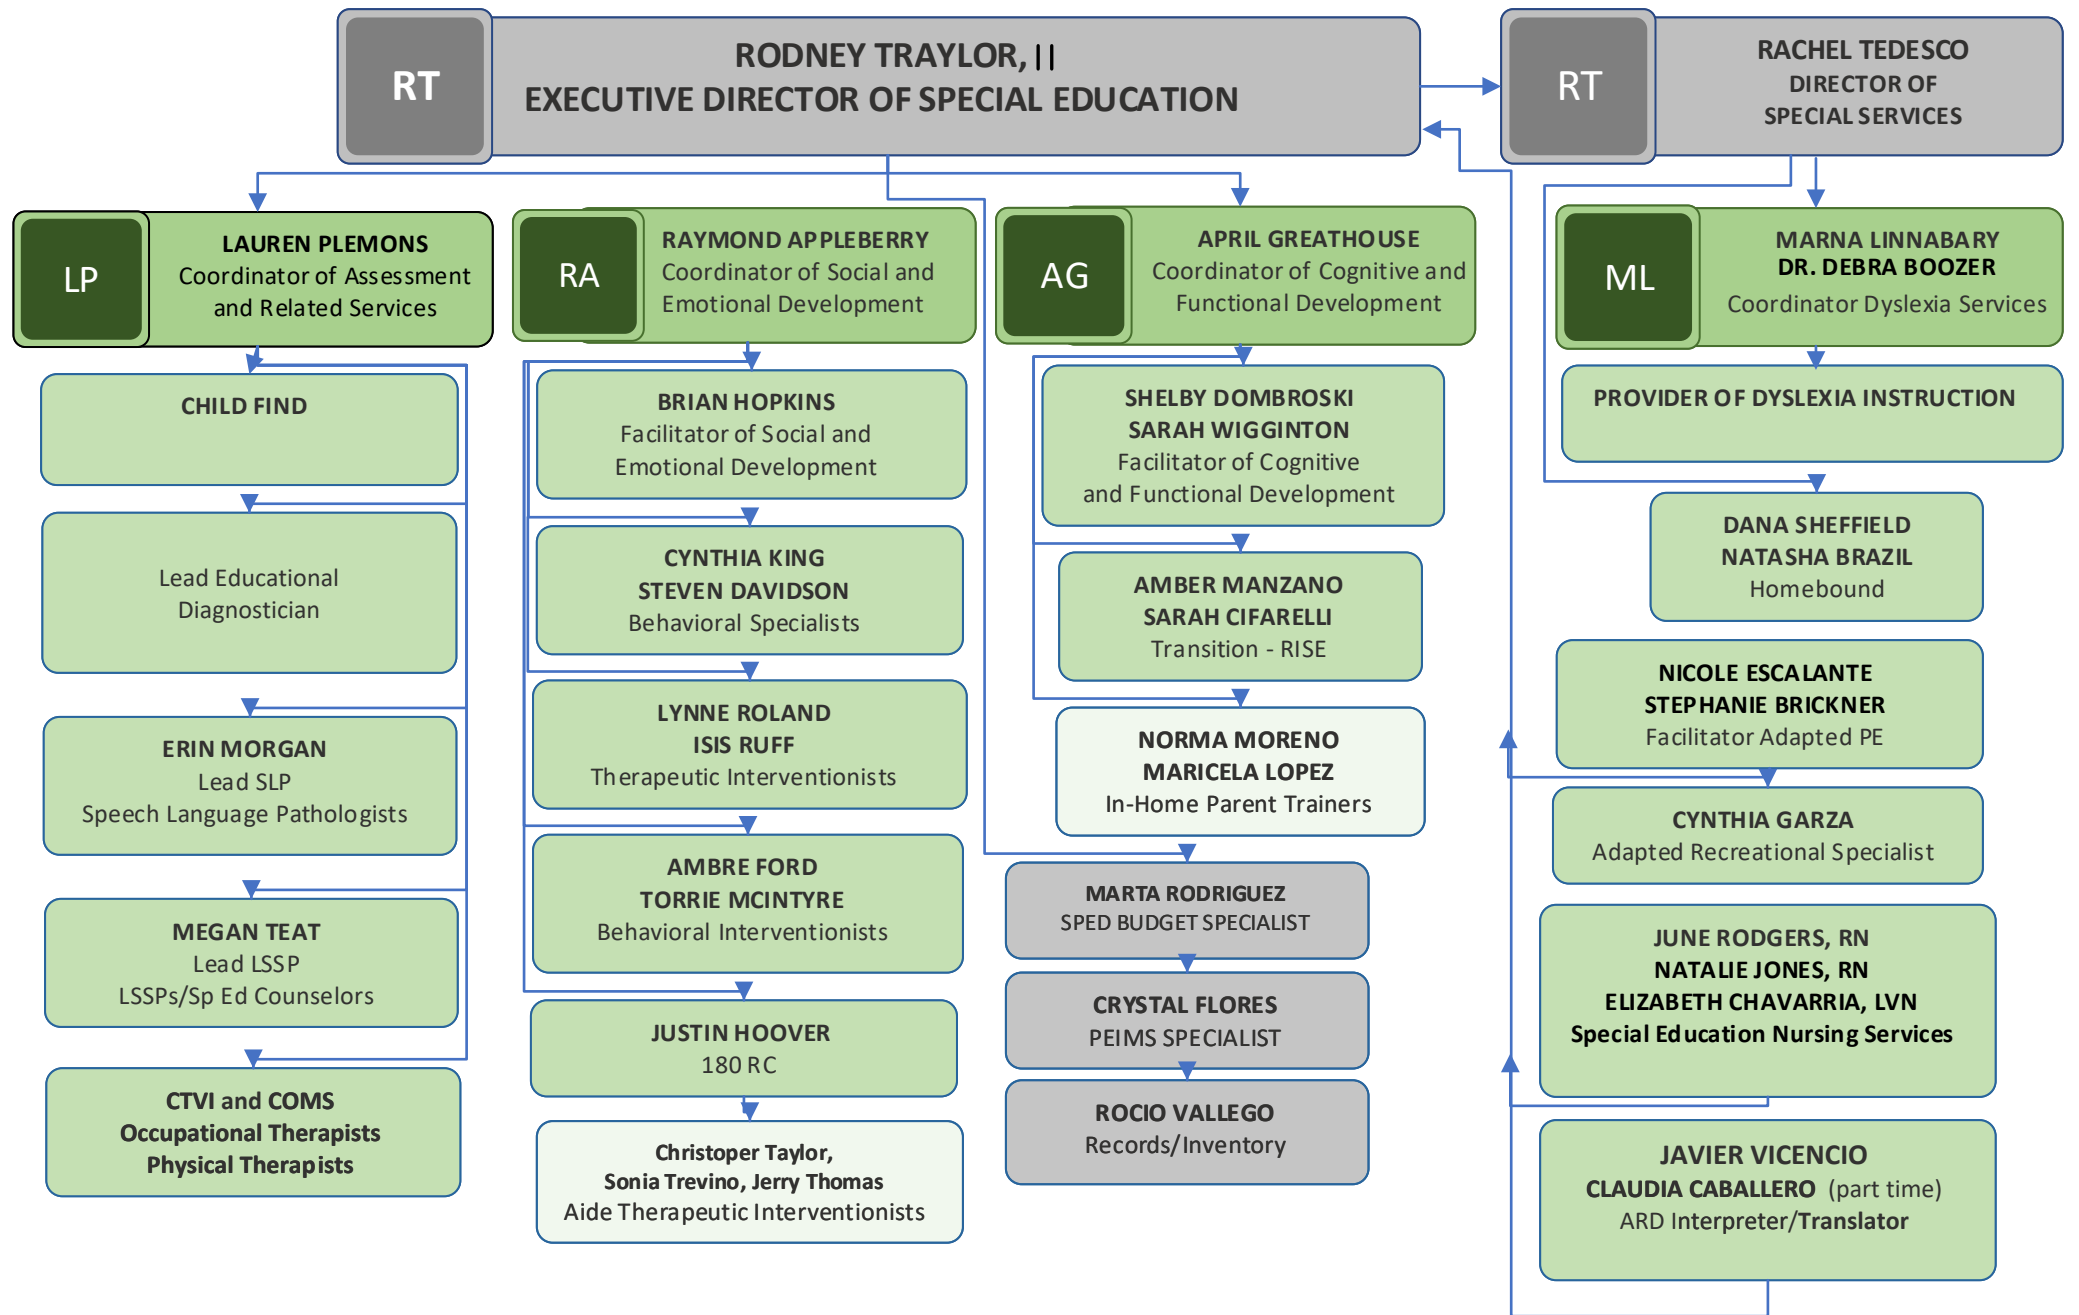 RT
RODNEY TRAYLOR, II
EXECUTIVE DIRECTOR OF SPECIAL EDUCATION
RT
RACHEL TEDESCO
DIRECTOR OF
SPECIAL SERVICES
LP
LAUREN PLEMONS
Coordinator of Assessment
and Related Services
CHILD FIND
Lead Educational
Diagnostician
ERIN MORGAN
Lead SLP
Speech Language Pathologists
MEGAN TEAT
Lead LSSP
LSSPs/Sp Ed Counselors
CTVI and COMS
Occupational Therapists
Physical Therapists
RA
RAYMOND APPLEBERRY
Coordinator of Social and
Emotional Development
BRIAN HOPKINS
Facilitator of Social and
Emotional Development
CYNTHIA KING
STEVEN DAVIDSON
Behavioral Specialists
LYNNE ROLAND
ISIS RUFF
Therapeutic Interventionists
AMBRE FORD
TORRIE MCINTYRE
Behavioral Interventionists
JUSTIN HOOVER
180 RC
Christoper Taylor,
Sonia Trevino, Jerry Thomas
Aide Therapeutic Interventionists
AG
APRIL GREATHOUSE
Coordinator of Cognitive and
Functional Development
SHELBY DOMBROSKI
SARAH WIGGINTON
Facilitator of Cognitive
and Functional Development
AMBER MANZANO
SARAH CIFARELLI
Transition - RISE
NORMA MORENO
MARICELA LOPEZ
In-Home Parent Trainers
MARTA RODRIGUEZ
SPED BUDGET SPECIALIST
CRYSTAL FLORES
PEIMS SPECIALIST
ROCIO VALLEGO
Records/Inventory
ML
MARNA LINNABARY
DR. DEBRA BOOZER
Coordinator Dyslexia Services
PROVIDER OF DYSLEXIA INSTRUCTION
DANA SHEFFIELD
NATASHA BRAZIL
Homebound
NICOLE ESCALANTE
STEPHANIE BRICKNER
Facilitator Adapted PE
CYNTHIA GARZA
Adapted Recreational Specialist
JUNE RODGERS, RN
NATALIE JONES, RN
ELIZABETH CHAVARRIA, LVN
Special Education Nursing Services
JAVIER VICENCIO
CLAUDIA CABALLERO (part time)
ARD Interpreter/Translator